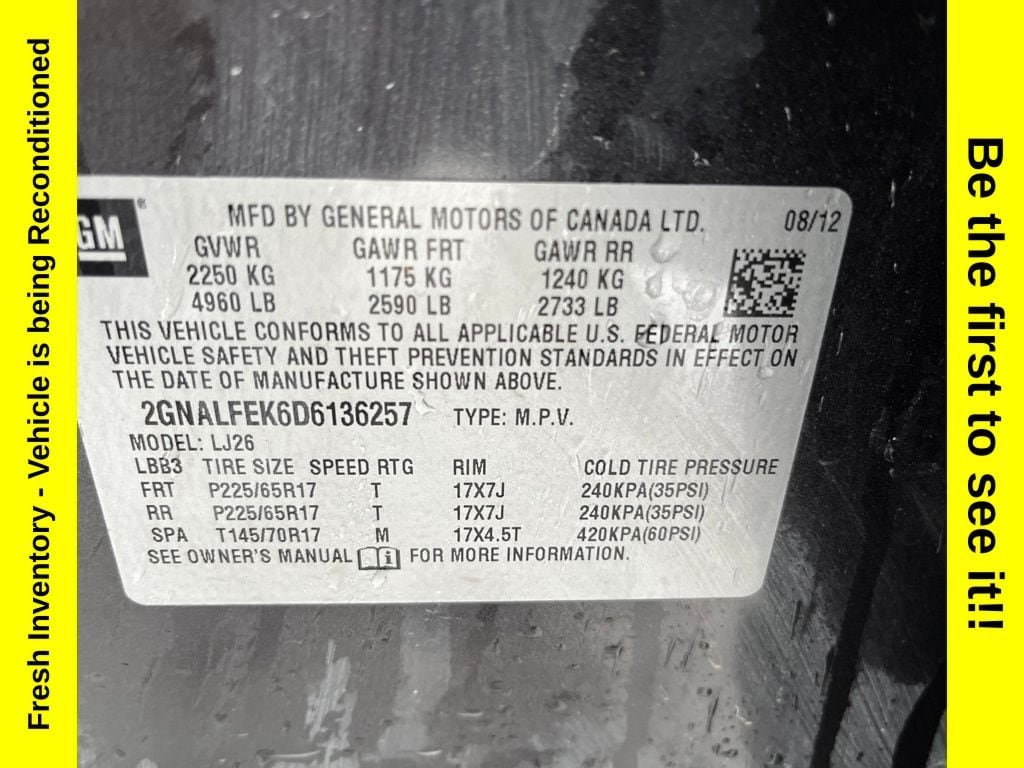 Fresh Inventory - Vehicle is being Reconditioned
GM®
MFD BY GENERAL MOTORS OF CANADA LTD. 08/12
GVWR GAWR FRT GAWR RR
2250 KG 1175 KG 1240 KG
4960 LB 2590 LB 2733 LB
THIS VEHICLE CONFORMS TO ALL APPLICABLE U.S. FEDERAL MOTOR
VEHICLE SAFETY AND THEFT PREVENTION STANDARDS IN EFFECT ON
THE DATE OF MANUFACTURE SHOWN ABOVE.
2GNALFEK6D6136257 TYPE: M.P.V.
MODEL: LJ26
LBB3 TIRE SIZE SPEED RTG RIM COLD TIRE PRESSURE
FRT P225/65R17 T 17X7J 240KPA(35PSI)
RR P225/65R17 T 17X7J 240KPA(35PSI)
SPA T145/70R17 M 17X4.5T 420KPA(60PSI)
SEE OWNER'S MANUAL i FOR MORE INFORMATION.
Be the first to see it!!